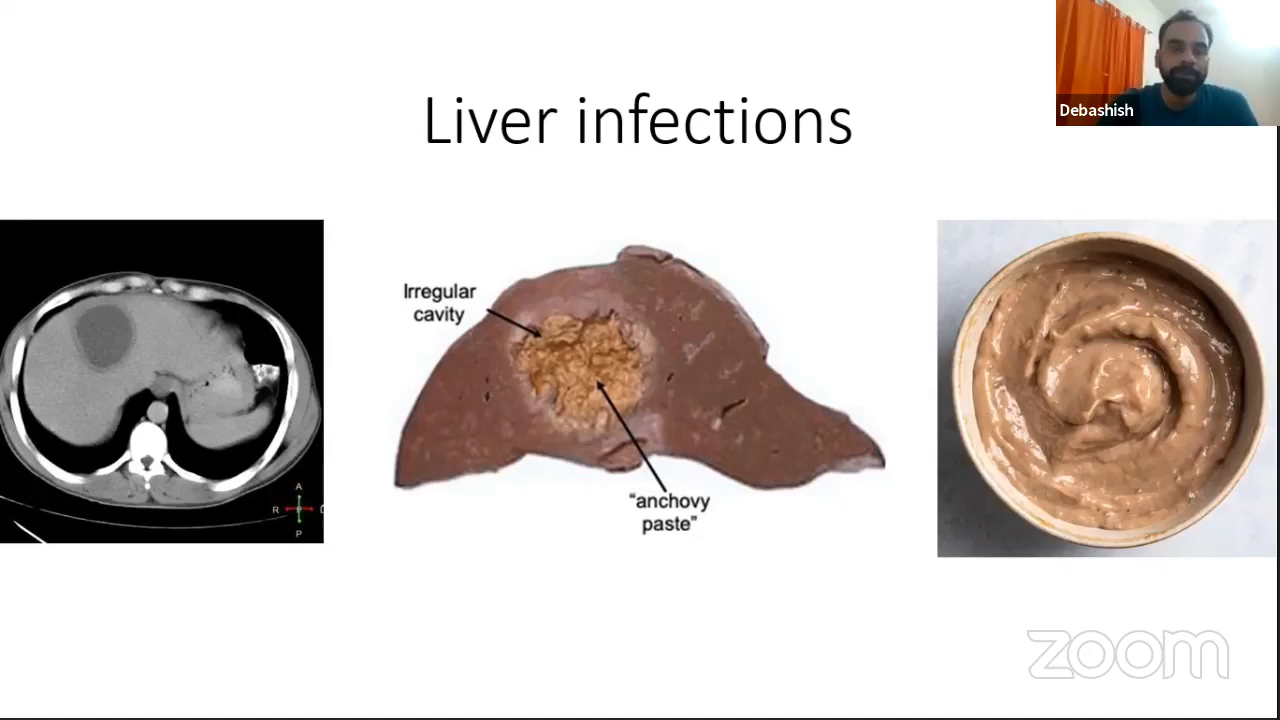 Debashish
Liver infections
Irregular
cavity
"anchovy
paste"
A
R
P
zoom